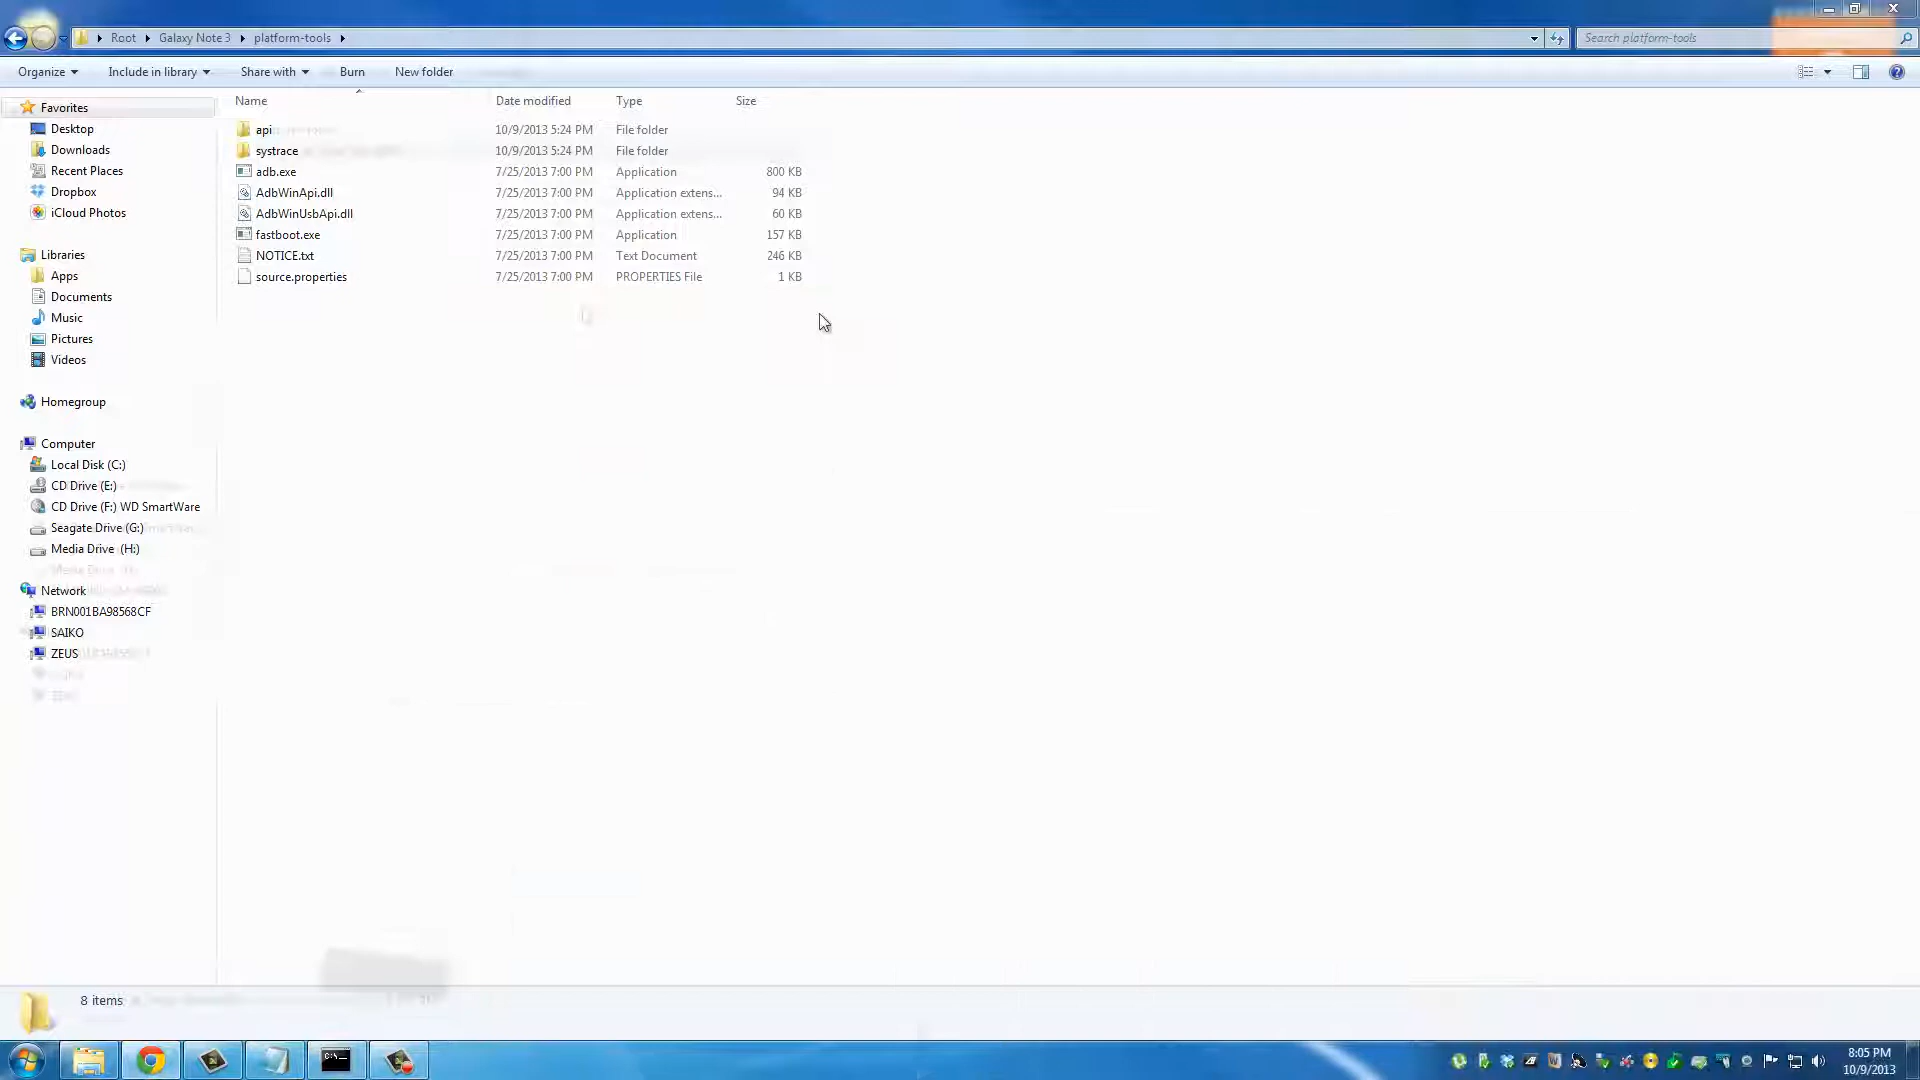 Root Galaxy Note 3 platform-tools
Search platform-tools
Organize Include in library Share with Burn New folder
Name Date modified Type Size
Favorites
Desktop
Downloads
Recent Places
Dropbox
iCloud Photos
Libraries
Apps
Documents
Music
Pictures
Videos
Homegroup
Computer
Local Disk (C:)
CD Drive (E:)
CD Drive (F:) WD SmartWare
Seagate Drive (G:)
Media Drive (H:)
Network
BRN001BA98568CF
SAIKO
ZEUS
api 10/9/2013 5:24 PM File folder
systrace 10/9/2013 5:24 PM File folder
adb.exe 7/25/2013 7:00 PM Application 800 KB
AdbWinApi.dll 7/25/2013 7:00 PM Application extens... 94 KB
AdbWinUsbApi.dll 7/25/2013 7:00 PM Application extens... 60 KB
fastboot.exe 7/25/2013 7:00 PM Application 157 KB
NOTICE.txt 7/25/2013 7:00 PM Text Document 246 KB
source.properties 7/25/2013 7:00 PM PROPERTIES File 1 KB
8 items
C:\
8:05 PM
10/9/2013